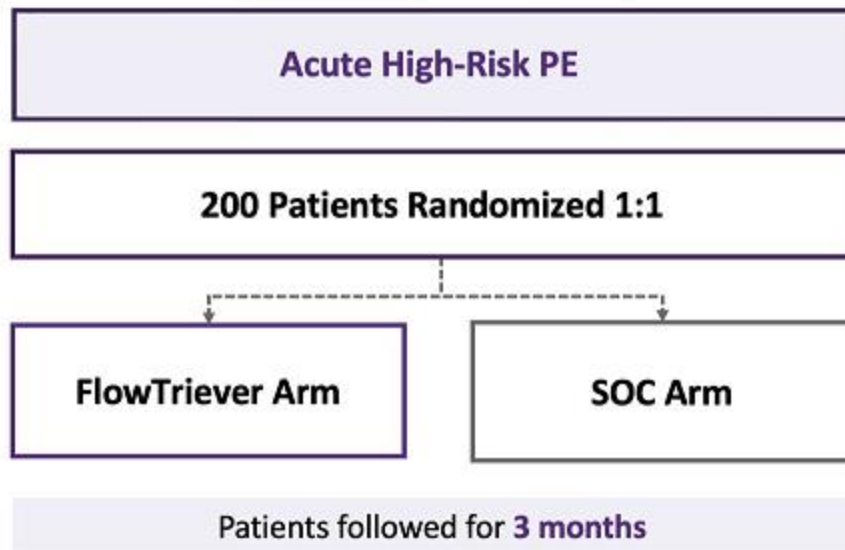 Acute High-Risk PE
200 Patients Randomized 1:1
FlowTriever Arm
SOC Arm
Patients followed for 3 months